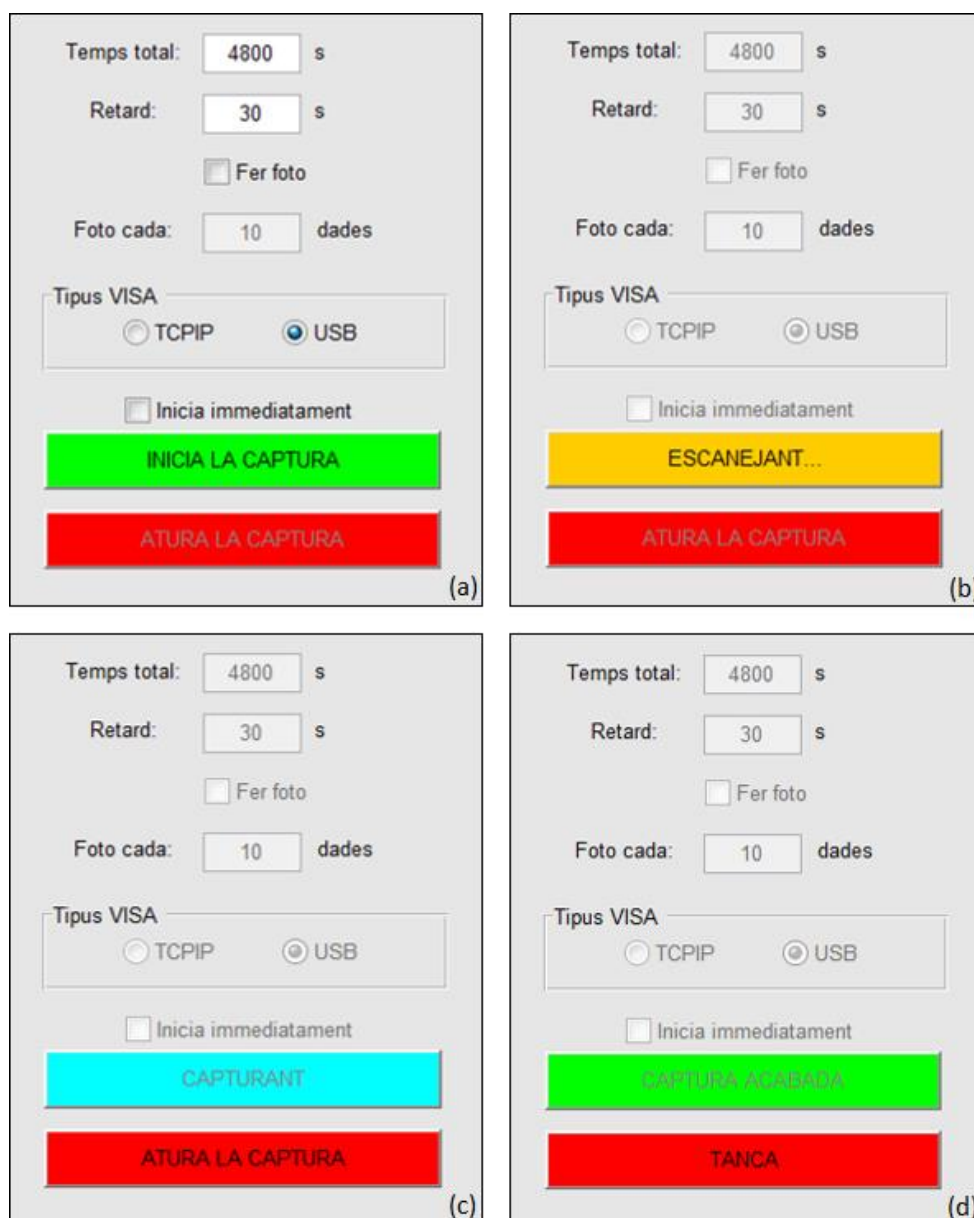 Temps total: 4800 s
Retard: 30 s
Fer foto
Foto cada: 10 dades
Tipus VISA
TCPIP USB
Inicia immediatament
INICIA LA CAPTURA
ATURA LA CAPTURA
(a)
Temps total: 4800 s
Retard: 30 s
Fer foto
Foto cada: 10 dades
Tipus VISA
TCPIP USB
Inicia immediatament
ESCANEJANT...
ATURA LA CAPTURA
(b)
Temps total: 4800 s
Retard: 30 s
Fer foto
Foto cada: 10 dades
Tipus VISA
TCPIP USB
Inicia immediatament
CAPTURANT
ATURA LA CAPTURA
(c)
Temps total: 4800 s
Retard: 30 s
Fer foto
Foto cada: 10 dades
Tipus VISA
TCPIP USB
Inicia immediatament
CAPTURA ACABADA
TANCA
(d)